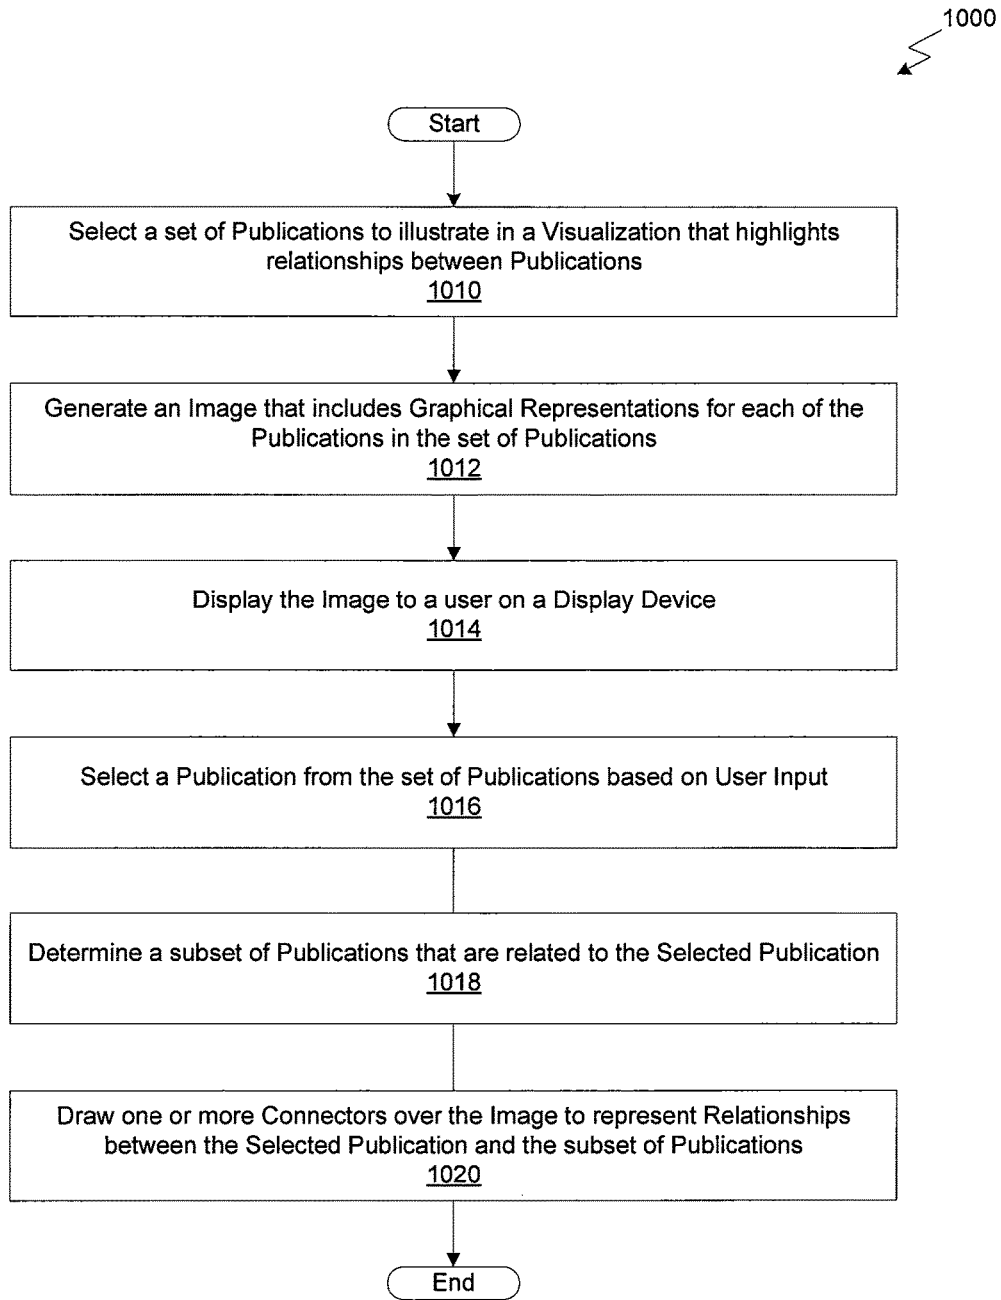 1000
Start
Select a set of Publications to illustrate in a Visualization that highlights
relationships between Publications
1010
Generate an Image that includes Graphical Representations for each of the
Publications in the set of Publications
1012
Display the Image to a user on a Display Device
1014
Select a Publication from the set of Publications based on User Input
1016
Determine a subset of Publications that are related to the Selected Publication
1018
Draw one or more Connectors over the Image to represent Relationships
between the Selected Publication and the subset of Publications
1020
End